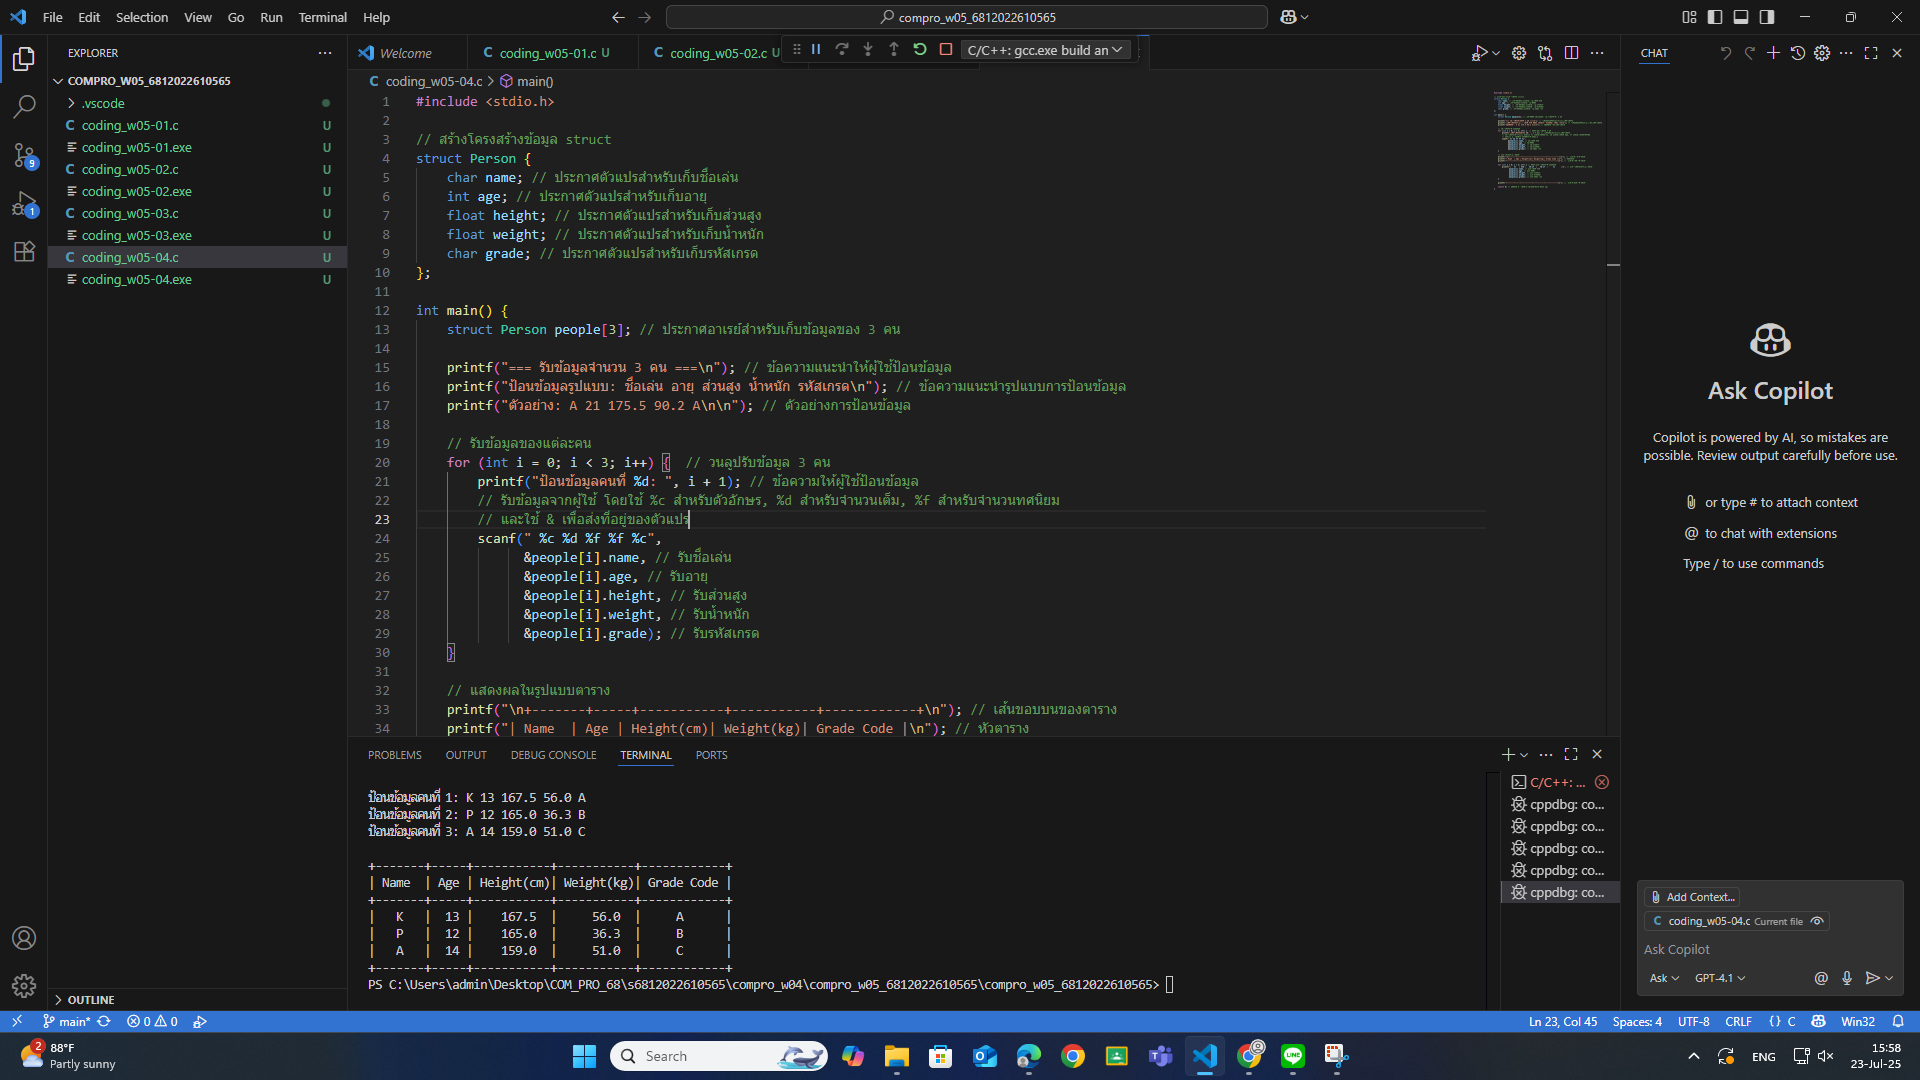 File Edit Selection View Go Run Terminal Help
compro_w05_6812022610565
EXPLORER
COMPRO_W05_6812022610565
.vscode
coding_w05-01.c U
coding_w05-01.exe U
coding_w05-02.c U
coding_w05-02.exe U
coding_w05-03.c U
coding_w05-03.exe U
coding_w05-04.c U
coding_w05-04.exe U
OUTLINE
9
1
Welcome
coding_w05-01.c U
coding_w05-02.c U
C/C++: gcc.exe build an
coding_w05-04.c > main()
1 #include <stdio.h>
2
3 // สร้างโครงสร้างข้อมูล struct
4 struct Person {
5 char name; // ประกาศตัวแปรสำหรับเก็บชื่อเล่น
6 int age; // ประกาศตัวแปรสำหรับเก็บอายุ
7 float height; // ประกาศตัวแปรสำหรับเก็บส่วนสูง
8 float weight; // ประกาศตัวแปรสำหรับเก็บน้ำหนัก
9 char grade; // ประกาศตัวแปรสำหรับเก็บรหัสเกรด
10 };
11
12 int main() {
13 struct Person people[3]; // ประกาศอาเรย์สำหรับเก็บข้อมูลของ 3 คน
14
15 printf("=== รับข้อมูลจำนวน 3 คน ===\n"); // ข้อความแนะนำให้ผู้ใช้ป้อนข้อมูล
16 printf("ป้อนข้อมูลรูปแบบ: ชื่อเล่น อายุ ส่วนสูง น้ำหนัก รหัสเกรด\n"); // ข้อความแนะนำรูปแบบการป้อนข้อมูล
17 printf("ตัวอย่าง: A 21 175.5 90.2 A\n\n"); // ตัวอย่างการป้อนข้อมูล
18
19 // รับข้อมูลของแต่ละคน
20 for (int i = 0; i < 3; i++) { // วนลูปรับข้อมูล 3 คน
21 printf("ป้อนข้อมูลคนที่ %d: ", i + 1); // ข้อความให้ผู้ใช้ป้อนข้อมูล
22 // รับข้อมูลจากผู้ใช้ โดยใช้ %c สำหรับตัวอักษร, %d สำหรับจำนวนเต็ม, %f สำหรับจำนวนทศนิยม
23 // และใช้ & เพื่อส่งที่อยู่ของตัวแปร
24 scanf(" %c %d %f %f %c",
25 &people[i].name, // รับชื่อเล่น
26 &people[i].age, // รับอายุ
27 &people[i].height, // รับส่วนสูง
28 &people[i].weight, // รับน้ำหนัก
29 &people[i].grade); // รับรหัสเกรด
30 }
31
32 // แสดงผลในรูปแบบตาราง
33 printf("\n+-------+-----+-----------+-----------+------------+\n"); // เส้นขอบบนของตาราง
34 printf("| Name  | Age | Height(cm)| Weight(kg)| Grade Code |\n"); // หัวตาราง
PROBLEMS OUTPUT DEBUG CONSOLE TERMINAL PORTS
ป้อนข้อมูลคนที่ 1: K 13 167.5 56.0 A
ป้อนข้อมูลคนที่ 2: P 12 165.0 36.3 B
ป้อนข้อมูลคนที่ 3: A 14 159.0 51.0 C
+-------+-----+-----------+-----------+------------+
| Name  | Age | Height(cm)| Weight(kg)| Grade Code |
+-------+-----+-----------+-----------+------------+
|   K   |  13 |    167.5  |     56.0  |     A      |
|   P   |  12 |    165.0  |     36.3  |     B      |
|   A   |  14 |    159.0  |     51.0  |     C      |
+-------+-----+-----------+-----------+------------+
PS C:\Users\admin\Desktop\COM_PRO_68\s6812022610565\compro_w04\compro_w05_6812022610565\compro_w05_6812022610565>
C/C++: ...
cppdbg: co...
cppdbg: co...
cppdbg: co...
cppdbg: co...
cppdbg: co...
CHAT
Ask Copilot
Copilot is powered by AI, so mistakes are
possible. Review output carefully before use.
or type # to attach context
@ to chat with extensions
Type / to use commands
Add Context...
C coding_w05-04.c Current file
Ask Copilot
Ask GPT-4.1
main* 0 0
Ln 23, Col 45 Spaces: 4 UTF-8 CRLF {} C Win32
2
88°F
Partly sunny
Search
ENG
15:58
23-Jul-25